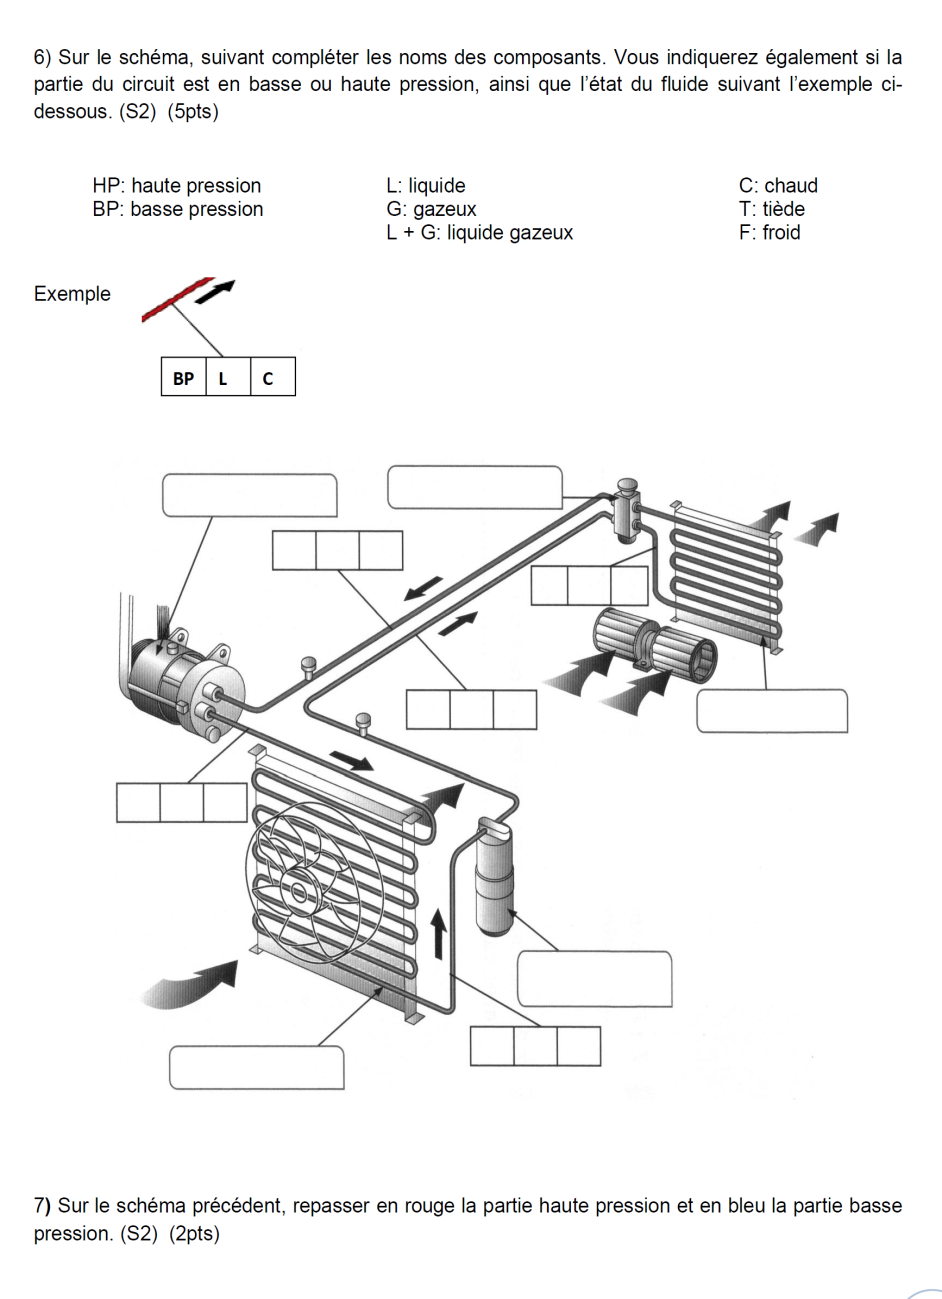 6) Sur le schéma, suivant compléter les noms des composants. Vous indiquerez également si la
partie du circuit est en basse ou haute pression, ainsi que l'état du fluide suivant l'exemple ci-
dessous. (S2) (5pts)
HP: haute pression
BP: basse pression
L: liquide
G: gazeux
L + G: liquide gazeux
C: chaud
T: tiède
F: froid
Exemple
BP L C
7) Sur le schéma précédent, repasser en rouge la partie haute pression et en bleu la partie basse
pression. (S2) (2pts)